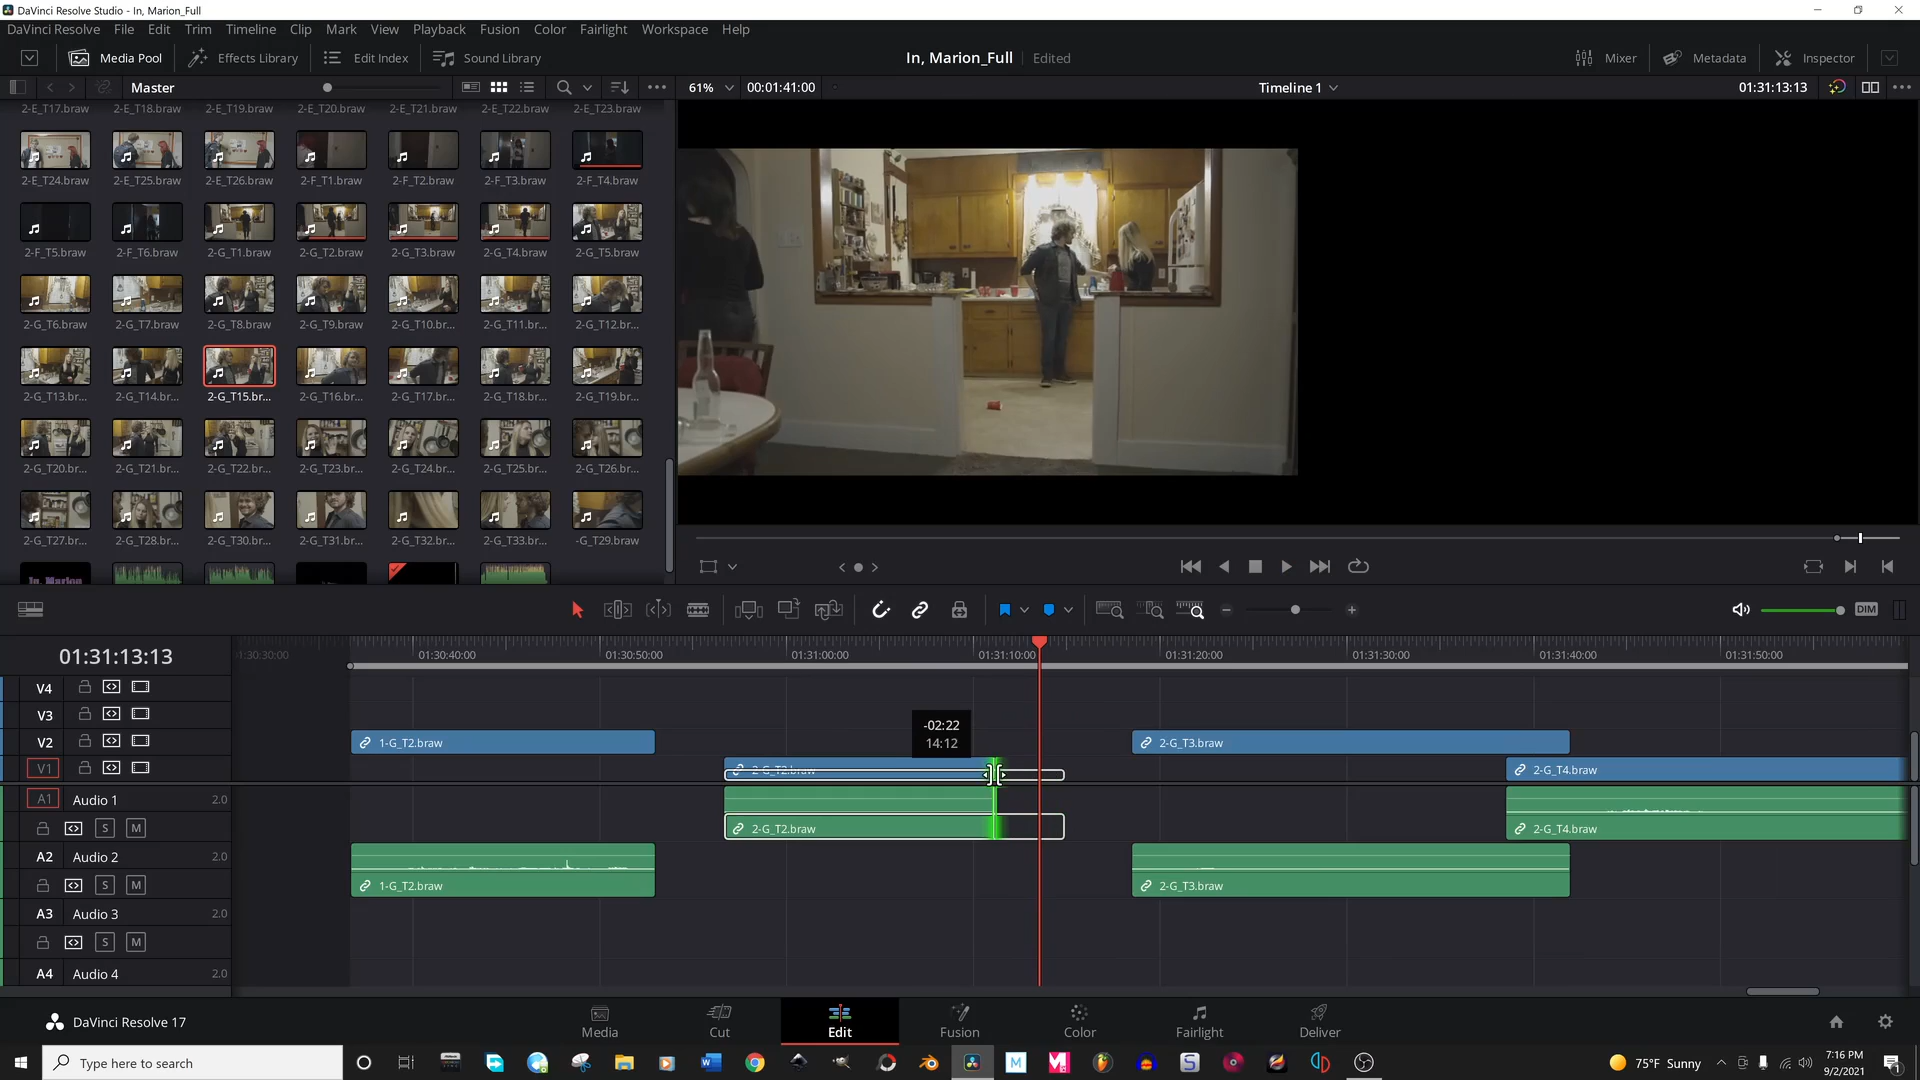 DaVinci Resolve Studio - In, Marion_Full
DaVinci Resolve File Edit Trim Timeline Clip Mark View Playback Fusion Color Fairlight Workspace Help
Media Pool Effects Library Edit Index Sound Library In, Marion_Full Edited Mixer Metadata Inspector
Master 61% 00:01:41:00 Timeline 1 01:31:13:13
2-E_T17.braw 2-E_T18.braw 2-E_T19.braw 2-E_T20.braw 2-E_T21.braw 2-E_T22.braw 2-E_T23.braw
2-E_T24.braw 2-E_T25.braw 2-E_T26.braw 2-F_T1.braw 2-F_T2.braw 2-F_T3.braw 2-F_T4.braw
2-F_T5.braw 2-F_T6.braw 2-G_T1.braw 2-G_T2.braw 2-G_T3.braw 2-G_T4.braw 2-G_T5.braw
2-G_T6.braw 2-G_T7.braw 2-G_T8.braw 2-G_T9.braw 2-G_T10.br... 2-G_T11.br... 2-G_T12.br...
2-G_T13.br... 2-G_T14.br... 2-G_T15.br... 2-G_T16.br... 2-G_T17.br... 2-G_T18.br... 2-G_T19.br...
2-G_T20.br... 2-G_T21.br... 2-G_T22.br... 2-G_T23.br... 2-G_T24.br... 2-G_T25.br... 2-G_T26.br...
2-G_T27.br... 2-G_T28.br... 2-G_T30.br... 2-G_T31.br... 2-G_T32.br... 2-G_T33.br... -G_T29.braw
In, Marion
DIM
01:31:13:13 01:30:30:00 01:30:40:00 01:30:50:00 01:31:00:00 01:31:10:00 01:31:20:00 01:31:30:00 01:31:40:00 01:31:50:00
V4
V3
-02:22
14:12
V2 1-G_T2.braw 2-G_T3.braw
V1 2-G_T2.braw 2-G_T4.braw
A1 Audio 1 2.0
S M 2-G_T2.braw 2-G_T4.braw
A2 Audio 2 2.0
S M 1-G_T2.braw 2-G_T3.braw
A3 Audio 3 2.0
S M
A4 Audio 4 2.0
DaVinci Resolve 17 Media Cut Edit Fusion Color Fairlight Deliver
Type here to search 75°F Sunny 7:16 PM
9/2/2021